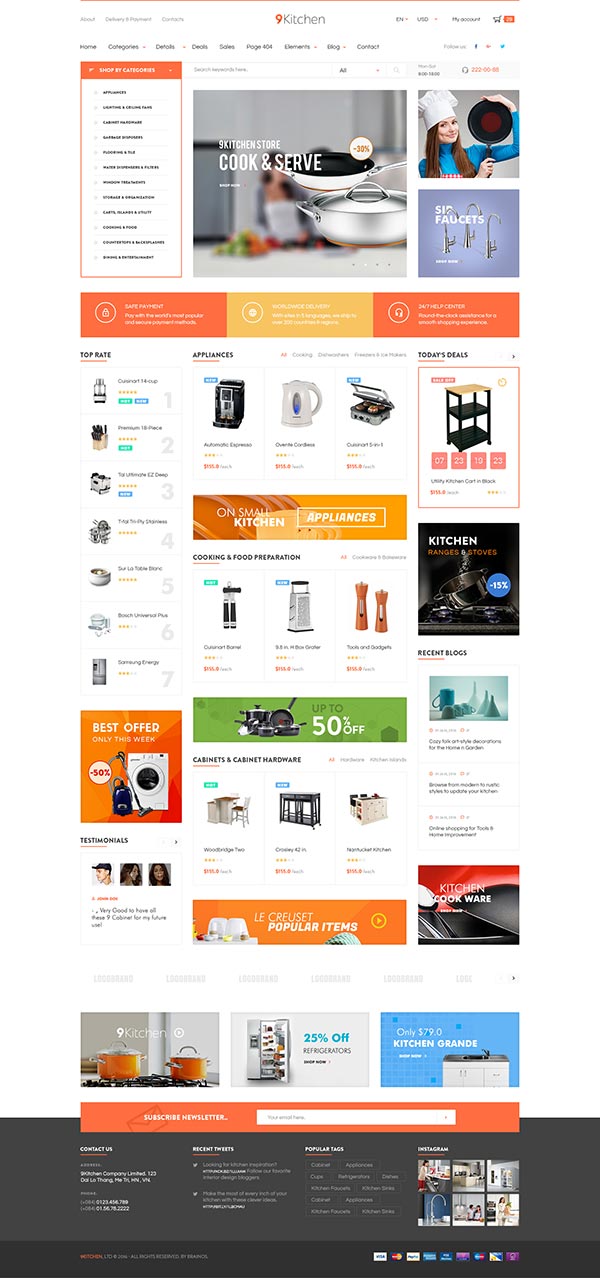 About Delivery & Payment Contacts
9Kitchen
EN USD My account 28
Home Categories Details Deals Sales Page 404 Elements Blog Contact
Follow us:
SHOP BY CATEGORIES
Search keywords here..
All
Mon-Sat
8:00-18:00
222-00-88
APPLIANCES
LIGHTING & CEILING FANS
CABINET HARDWARE
GARBAGE DISPOSERS
FLOORING & TILE
WATER DISPENSERS & FILTERS
WINDOW TREATMENTS
STORAGE & ORGANIZATION
CARTS, ISLANDS & UTILITY
COOKING & FOOD
COUNTERTOPS & BACKSPLASHES
DINING & ENTERTAINMENT
9KITCHEN STORE
COOK & SERVE
-30%
SHOP NOW
SIP
FAUCETS
SHOP NOW
SAFE PAYMENT
Pay with the world's most popular
and secure payment methods.
WORLDWIDE DELIVERY
With sites in 5 languages, we ship to
over 200 countries & regions.
24/7 HELP CENTER
Round-the-clock assistance for a
smooth shopping experience.
TOP RATE
Cuisinart 14-cup
HOT NEW
1
Premium 18-Piece
HOT
2
Tal Ultimate EZ Deep
NEW
3
T-fal Tri-Ply Stainless
4
Sur La Table Blanc
5
Bosch Universal Plus
6
Samsung Energy
7
APPLIANCES
All Cooking Dishwashers Freezers & Ice Makers
NEW
Automatic Espresso
$155.0 /each
Ovente Cordless
$155.0 /each
NEW
Cuisinart 5-in-1
$155.0 /each
TODAY'S DEALS
SALE OFF
07 23 19 23
Utility Kitchen Cart in Black
$155.0 /each
ON SMALL
KITCHEN
APPLIANCES
COOKING & FOOD PREPARATION
All Cookware & Bakeware
HOT
Cuisinart Barrel
$155.0 /each
NEW
9.8 in. H Box Grater
$155.0 /each
Tools and Gadgets
$155.0 /each
KITCHEN
RANGES & STOVES
-15%
RECENT BLOGS
Cozy folk art-style decorations
for the Home n Garden
Browse from modern to rustic
styles to update your kitchen
Online shopping for Tools &
Home Improvement
BEST OFFER
ONLY THIS WEEK
-50%
UP TO
50% OFF
CABINETS & CABINET HARDWARE
All Hardware Kitchen Islands
HOT
Woodbridge Two
$155.0 /each
NEW
Crosley 42 in.
$155.0 /each
Nantucket Kitchen
$155.0 /each
TESTIMONIALS
JOHN DOE
Very Good to have all
these 9 Cabinet for my future
use!
KITCHEN
COOK WARE
SHOP NOW
LE CREUSET
POPULAR ITEMS
LOGOBRAND LOGOBRAND LOGOBRAND LOGOBRAND LOGOBRAND LOGO
9Kitchen
25% Off
REFRIGERATORS
SHOP NOW
Only $79.0
KITCHEN GRANDE
SHOP NOW
SUBSCRIBE NEWSLETTER..
Your email here..
CONTACT US
ADDRESS:
9Kitchen Company Limited. 123
Dai Lo Thang, Me Tri, HN, VN.
PHONE:
(+084) 0123.456.789
(+084) 01.56.78.2222
RECENT TWEETS
Looking for kitchen inspiration?
Follow our favorite
interior design bloggers
Make the most of every inch of your
kitchen with these clever ideas.
POPULAR TAGS
Cabinet Appliances
Cups Refrigerators Dishes
Kitchen Faucets Kitchen Sinks
Cabinet Appliances
Kitchen Faucets Kitchen Sinks
INSTAGRAM
9KITCHEN, LTD © 2016 - ALL RIGHTS RESERVED. BY BRAINOS.
VISA PayPal